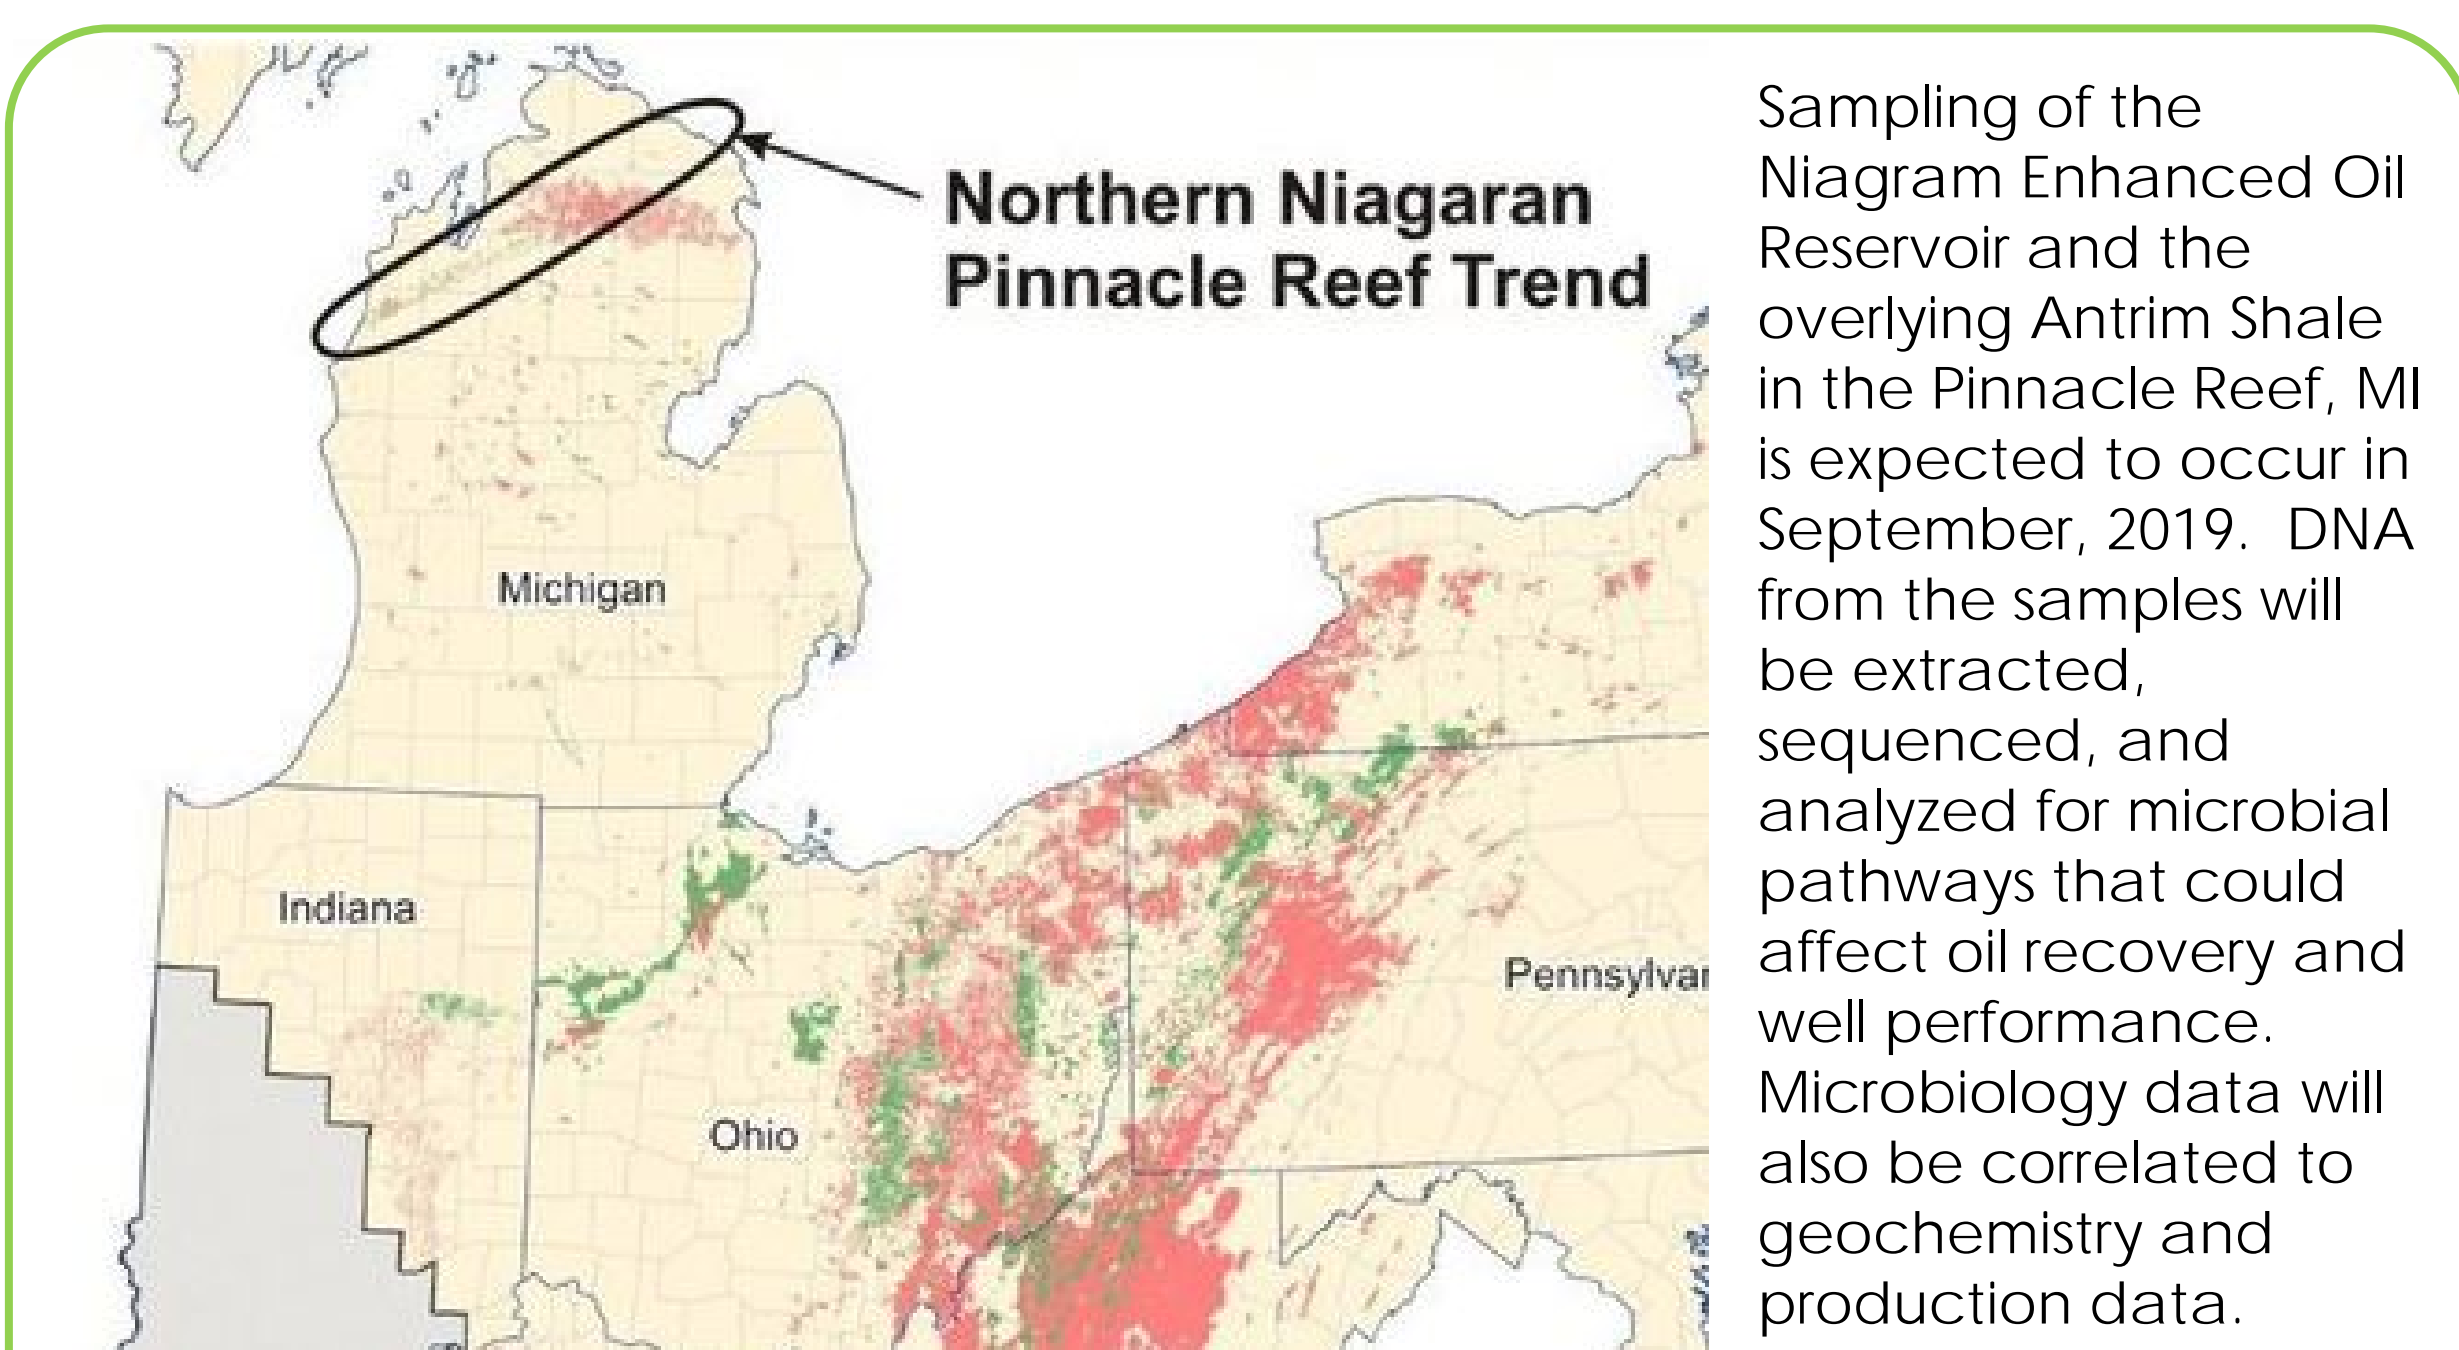 Northern Niagaran
Pinnacle Reef Trend
Michigan
Indiana
Ohio
Pennsylvan
Sampling of the
Niagram Enhanced Oil
Reservoir and the
overlying Antrim Shale
in the Pinnacle Reef, MI
is expected to occur in
September, 2019.  DNA
from the samples will
be extracted,
sequenced, and
analyzed for microbial
pathways that could
affect oil recovery and
well performance.
Microbiology data will
also be correlated to
geochemistry and
production data.